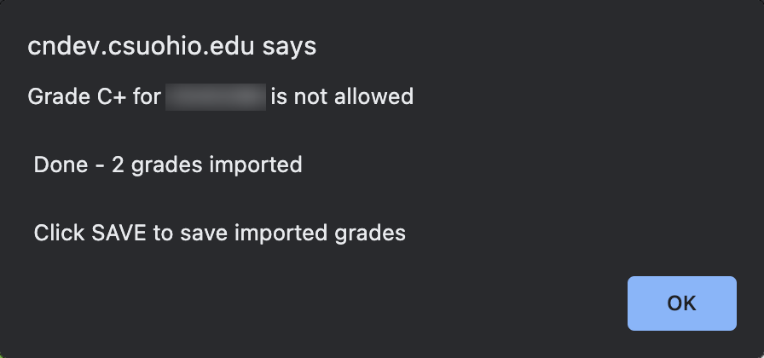 cndev.csuohio.edu says
Grade C+ for is not allowed
Done - 2 grades imported
Click SAVE to save imported grades
OK